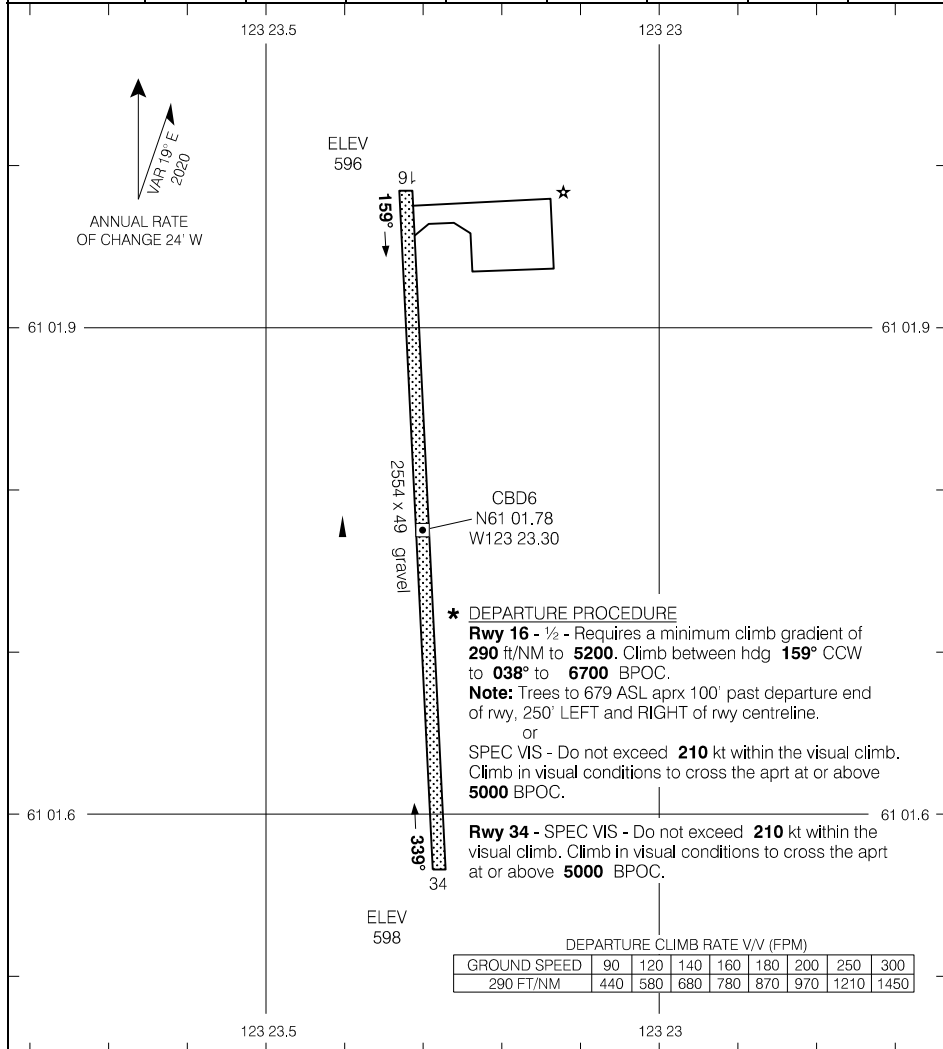 123 23.5
123 23
VAR 19° E
2020
ANNUAL RATE
OF CHANGE 24' W
ELEV
596
16
159°
61 01.9
61 01.9
2554 x 49 gravel
CBD6
N61 01.78
W123 23.30
* DEPARTURE PROCEDURE
Rwy 16 - ½ - Requires a minimum climb gradient of
290 ft/NM to 5200. Climb between hdg 159° CCW
to 038° to 6700 BPOC.
Note: Trees to 679 ASL aprx 100' past departure end
of rwy, 250' LEFT and RIGHT of rwy centreline.
or
SPEC VIS - Do not exceed 210 kt within the visual climb.
Climb in visual conditions to cross the aprt at or above
5000 BPOC.
61 01.6
61 01.6
Rwy 34 - SPEC VIS - Do not exceed 210 kt within the
visual climb. Climb in visual conditions to cross the aprt
at or above 5000 BPOC.
339°
34
ELEV
598
DEPARTURE CLIMB RATE V/V (FPM)
GROUND SPEED 90 120 140 160 180 200 250 300
290 FT/NM 440 580 680 780 870 970 1210 1450
123 23.5
123 23